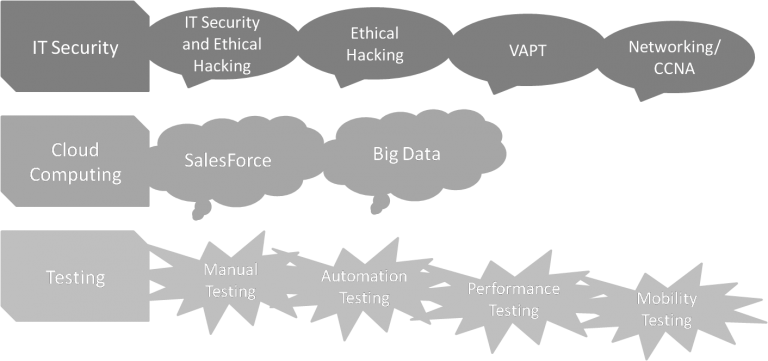 IT Security
IT Security
and Ethical
Hacking
Ethical
Hacking
VAPT
Networking/
CCNA
Cloud
Computing
SalesForce
Big Data
Testing
Manual
Testing
Automation
Testing
Performance
Testing
Mobility
Testing